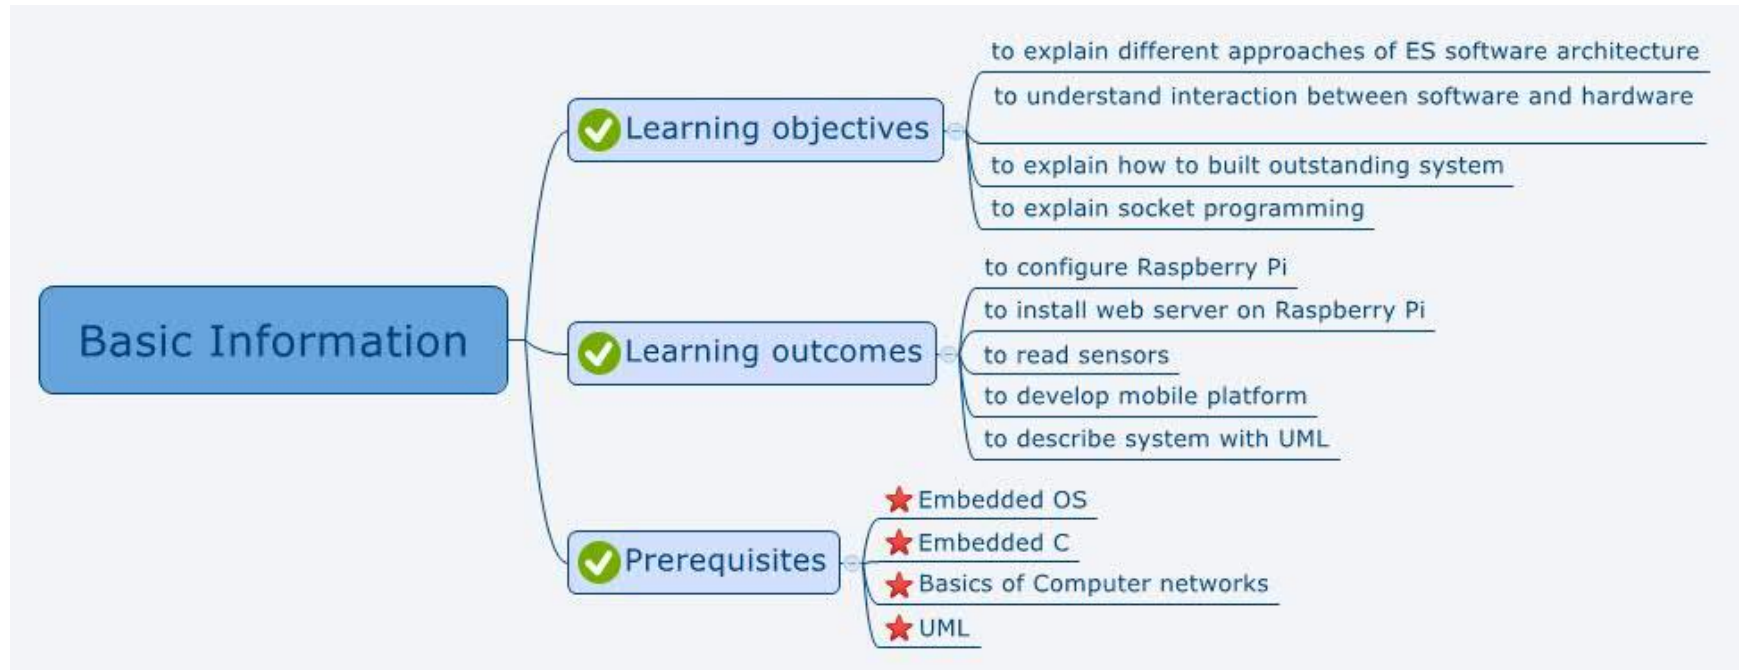 Basic Information
Learning objectives
to explain different approaches of ES software architecture
to understand interaction between software and hardware
to explain how to built outstanding system
to explain socket programming
Learning outcomes
to configure Raspberry Pi
to install web server on Raspberry Pi
to read sensors
to develop mobile platform
to describe system with UML
Prerequisites
Embedded OS
Embedded C
Basics of Computer networks
UML